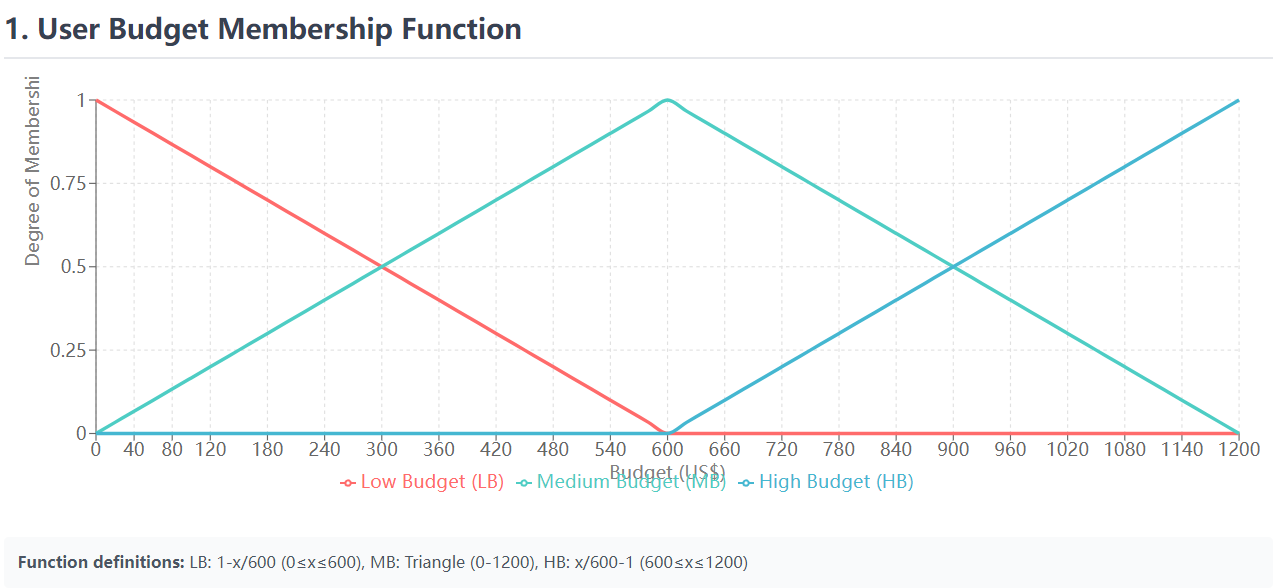 1. User Budget Membership Function
Degree of Membershi
1
0.75
0.5
0.25
0
0 40 80 120 180 240 300 360 420 480 540 600 660 720 780 840 900 960 1020 1080 1140 1200
Budget (US$)
Low Budget (LB) Medium Budget (MB) High Budget (HB)
Function definitions: LB: 1-x/600 (0≤x≤600), MB: Triangle (0-1200), HB: x/600-1 (600≤x≤1200)